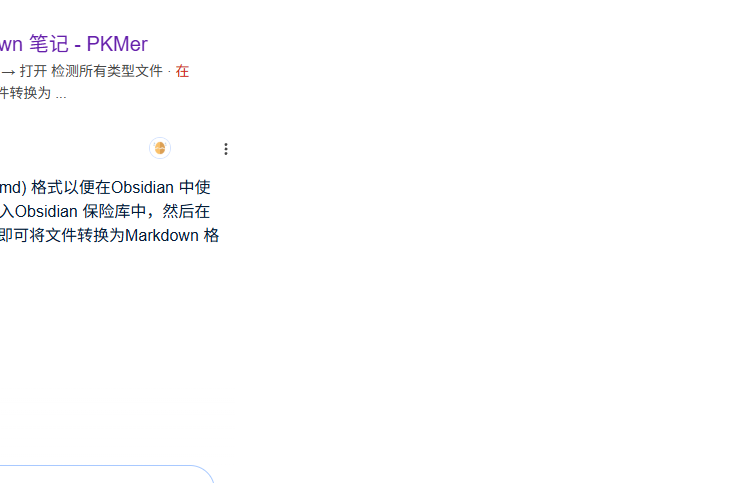 wn 笔记 - PKMer
→ 打开 检测所有类型文件 · 在
件转换为 ...
md) 格式以便在Obsidian 中使
入Obsidian 保险库中，然后在
即可将文件转换为Markdown 格